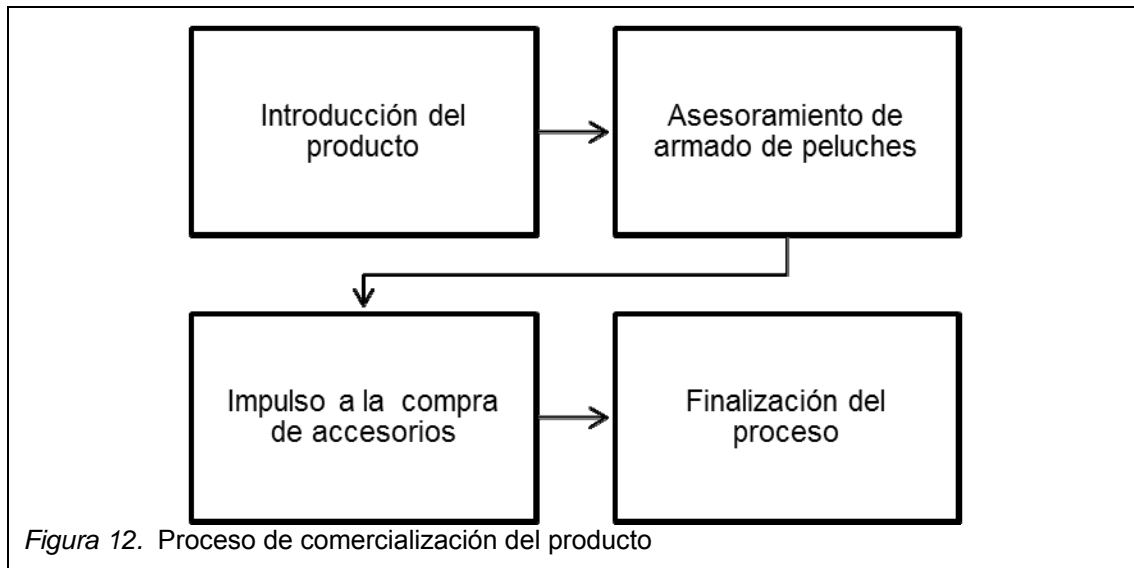 Introducción del
producto
Asesoramiento de
armado de peluches
Impulso a la compra
de accesorios
Finalización del
proceso
Figura 12. Proceso de comercialización del producto